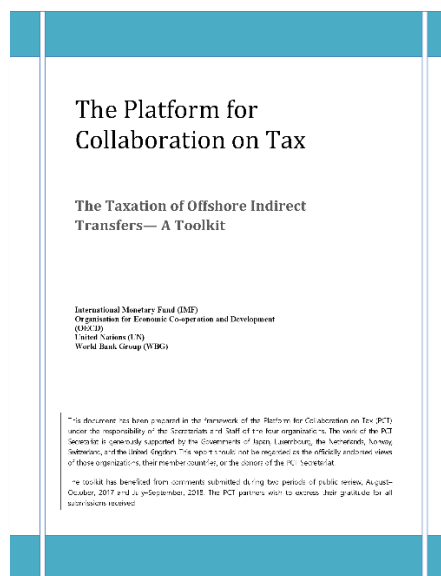 The Platform for
Collaboration on Tax
The Taxation of Offshore Indirect
Transfers— A Toolkit
International Monetary Fund (IMF)
Organisation for Economic Co-operation and Development
(OECD)
United Nations (UN)
World Bank Group (WBG)
This document has been prepared in the framework of the Platform for Collaboration on Tax (PCT)
under the responsibility of the Secretariats and Staff of the four organizations. The work of the PCT
Secretariat is generously supported by the Governments of Japan, Luxembourg, the Netherlands, Norway,
Switzerland, and the United Kingdom. This report should not be regarded as the officially endorsed views
of those organizations, their member countries, or the donors of the PCT Secretariat.
The toolkit has benefited from comments submitted during two periods of public review, August–
October, 2017 and July–September, 2018. The PCT partners wish to express their gratitude for all
submissions received